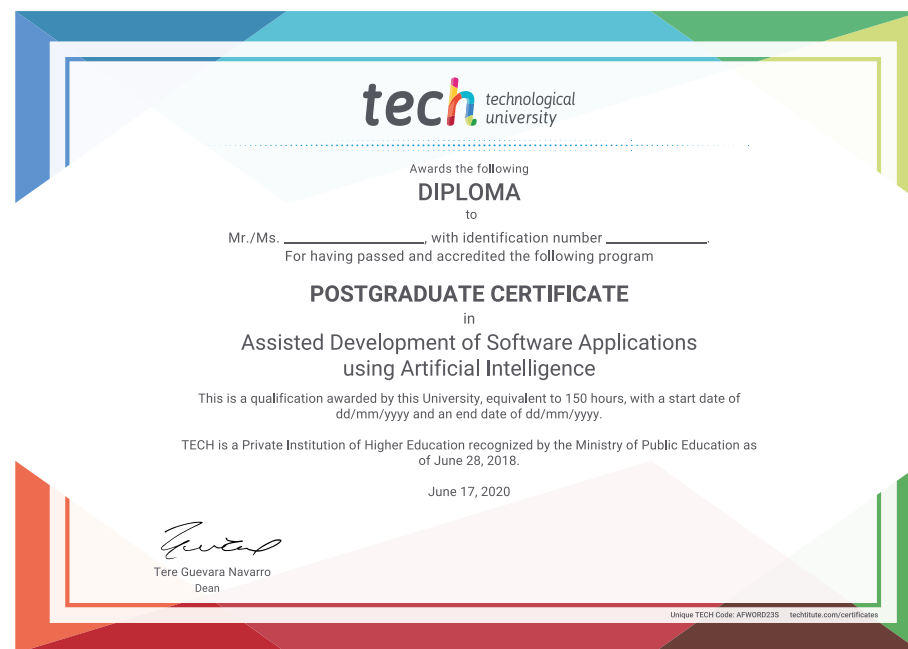 tech technological
university
Awards the following
DIPLOMA
to
Mr./Ms. ____________________, with identification number ______________.
For having passed and accredited the following program
POSTGRADUATE CERTIFICATE
in
Assisted Development of Software Applications
using Artificial Intelligence
This is a qualification awarded by this University, equivalent to 150 hours, with a start date of
dd/mm/yyyy and an end date of dd/mm/yyyy.
TECH is a Private Institution of Higher Education recognized by the Ministry of Public Education as
of June 28, 2018.
June 17, 2020
Tere Guevara Navarro
Dean
Unique TECH Code: AFWORD23S techtitute.com/certificates